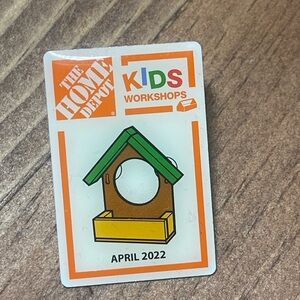 THE
HOME
DEPOT
KIDS
WORKSHOPS
APRIL 2022